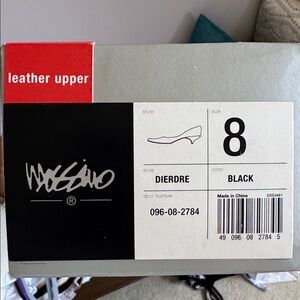 leather upper
mossimo
®
style
size
8
style
DIERDRE
color
BLACK
dpci number
096-08-2784
Made in China
49 096 08 2784 5